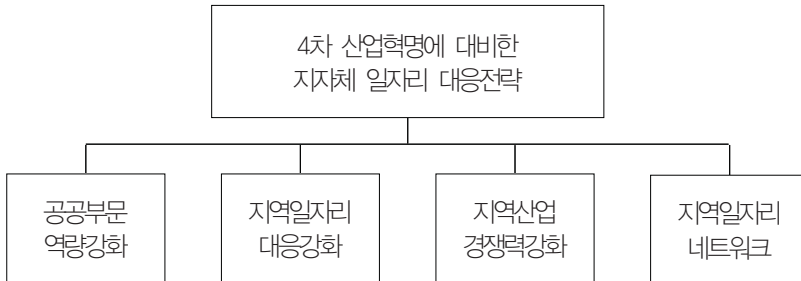 4차 산업혁명에 대비한
지자체 일자리 대응전략
공공부문
역량강화
지역일자리
대응강화
지역산업
경쟁력강화
지역일자리
네트워크